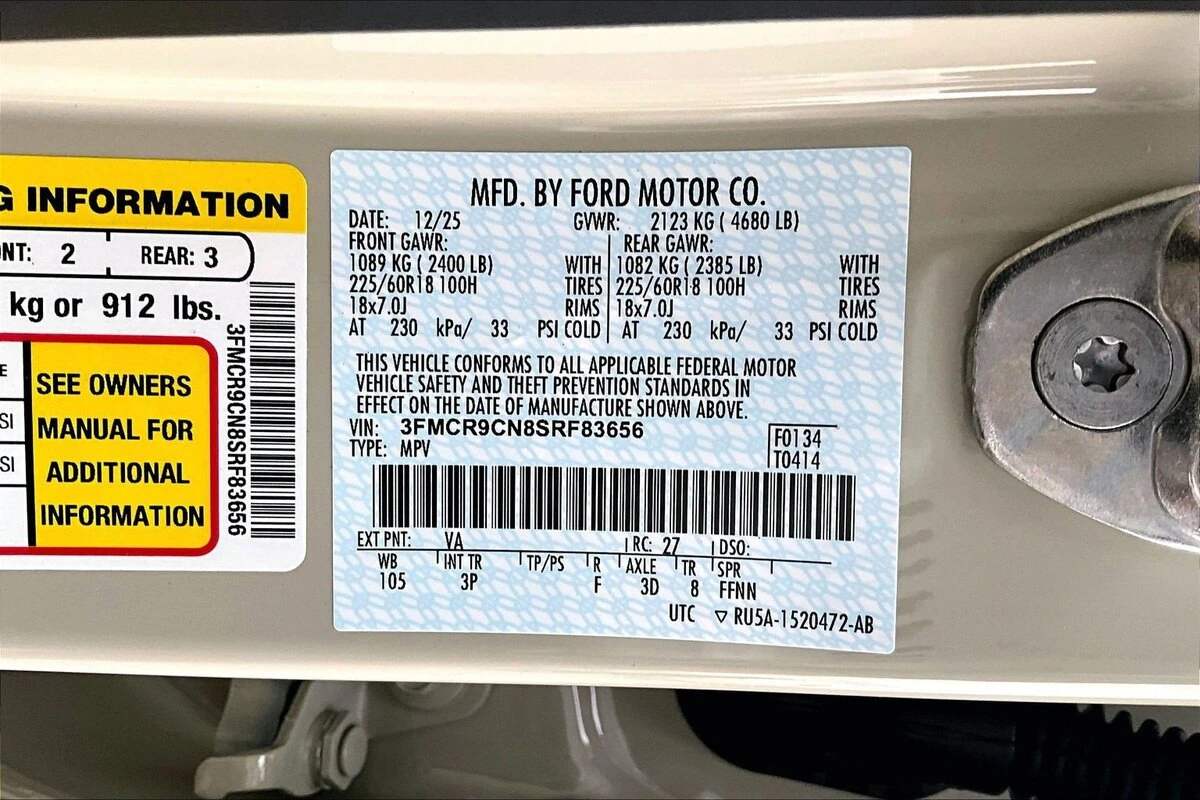 G INFORMATION
NT: 2 REAR: 3
kg or 912 lbs.
E
SI
SI
SEE OWNERS
MANUAL FOR
ADDITIONAL
INFORMATION
3FMCR9CN8SRF83656
MFD. BY FORD MOTOR CO.
DATE: 12/25 GVWR: 2123 KG ( 4680 LB)
FRONT GAWR: REAR GAWR:
1089 KG ( 2400 LB) WITH 1082 KG ( 2385 LB) WITH
225/60R18 100H TIRES 225/60R18 100H TIRES
18x7.0J RIMS 18x7.0J RIMS
AT 230 kPa/ 33 PSI COLD AT 230 kPa/ 33 PSI COLD
THIS VEHICLE CONFORMS TO ALL APPLICABLE FEDERAL MOTOR
VEHICLE SAFETY AND THEFT PREVENTION STANDARDS IN
EFFECT ON THE DATE OF MANUFACTURE SHOWN ABOVE.
VIN: 3FMCR9CN8SRF83656
TYPE: MPV
F0134
T0414
EXT PNT: VA RC: 27 DSO:
WB INT TR TP/PS R AXLE TR SPR
105 3P F 3D 8 FFNN
UTC ▽ RU5A-1520472-AB